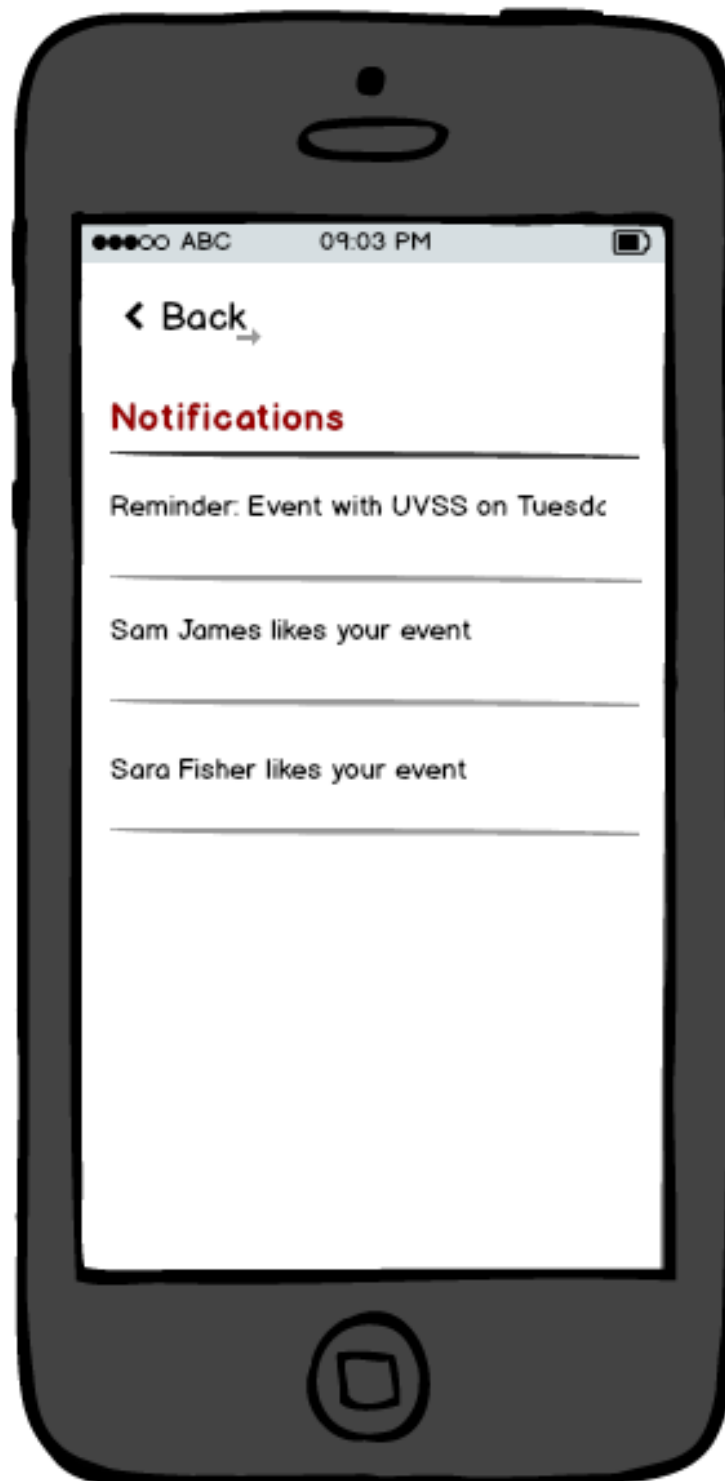 ABC 09:03 PM
< Back
Notifications
Reminder: Event with UVSS on Tuesdc
Sam James likes your event
Sara Fisher likes your event